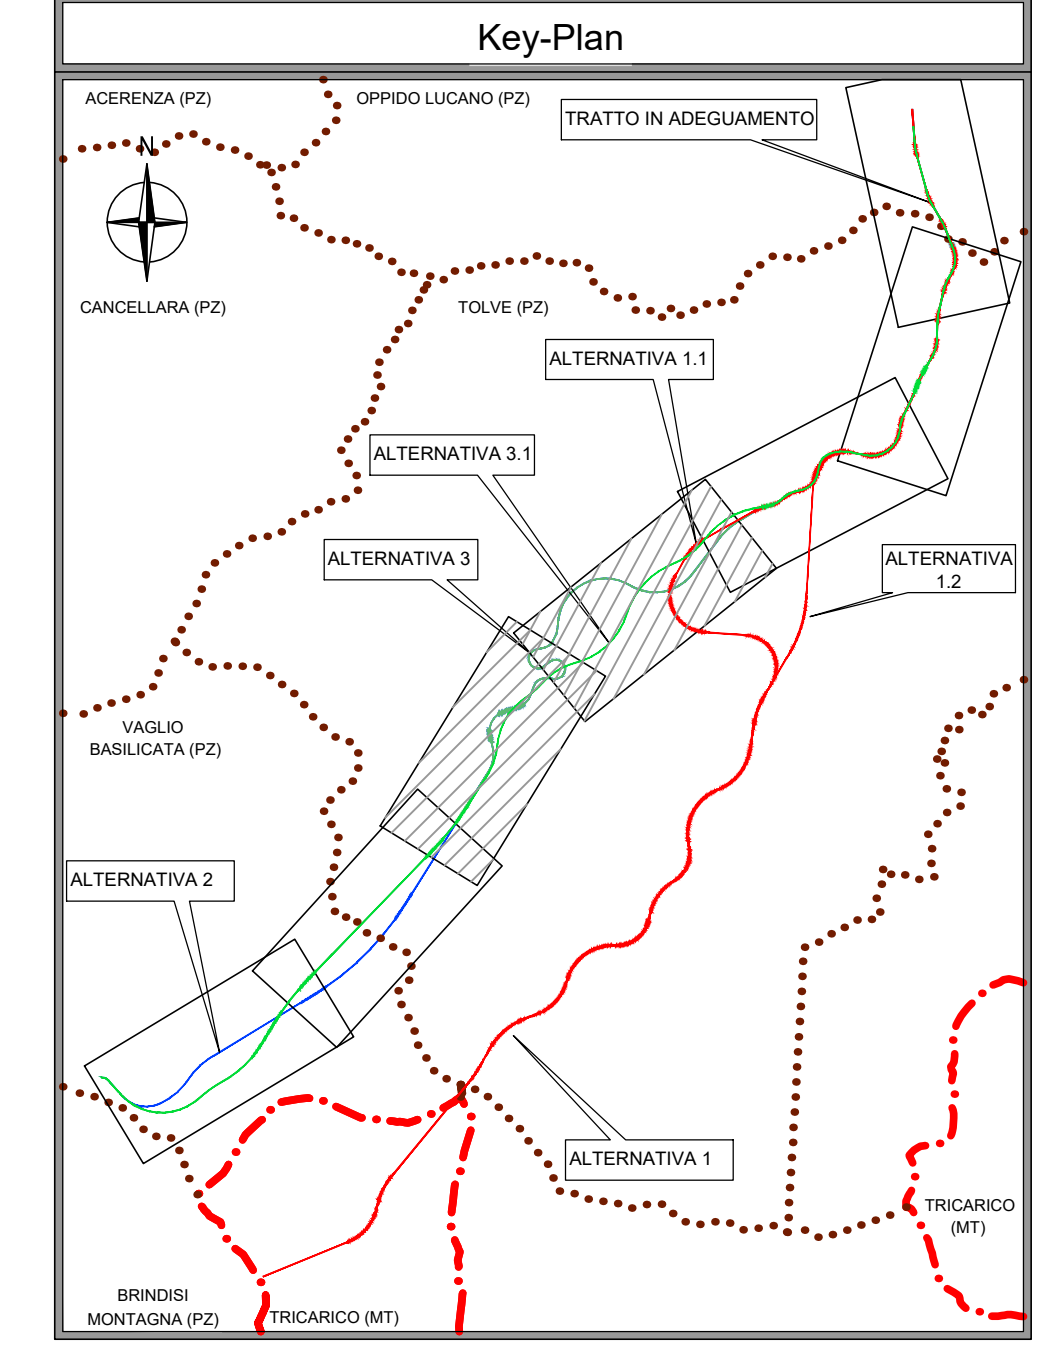 Key-Plan
ACERENZA (PZ)
OPPIDO LUCANO (PZ)
TRATTO IN ADEGUAMENTO
N
CANCELLARA (PZ)
TOLVE (PZ)
ALTERNATIVA 1.1
ALTERNATIVA 3.1
ALTERNATIVA 3
ALTERNATIVA
1.2
VAGLIO
BASILICATA (PZ)
ALTERNATIVA 2
ALTERNATIVA 1
TRICARICO
(MT)
BRINDISI
MONTAGNA (PZ)
TRICARICO (MT)